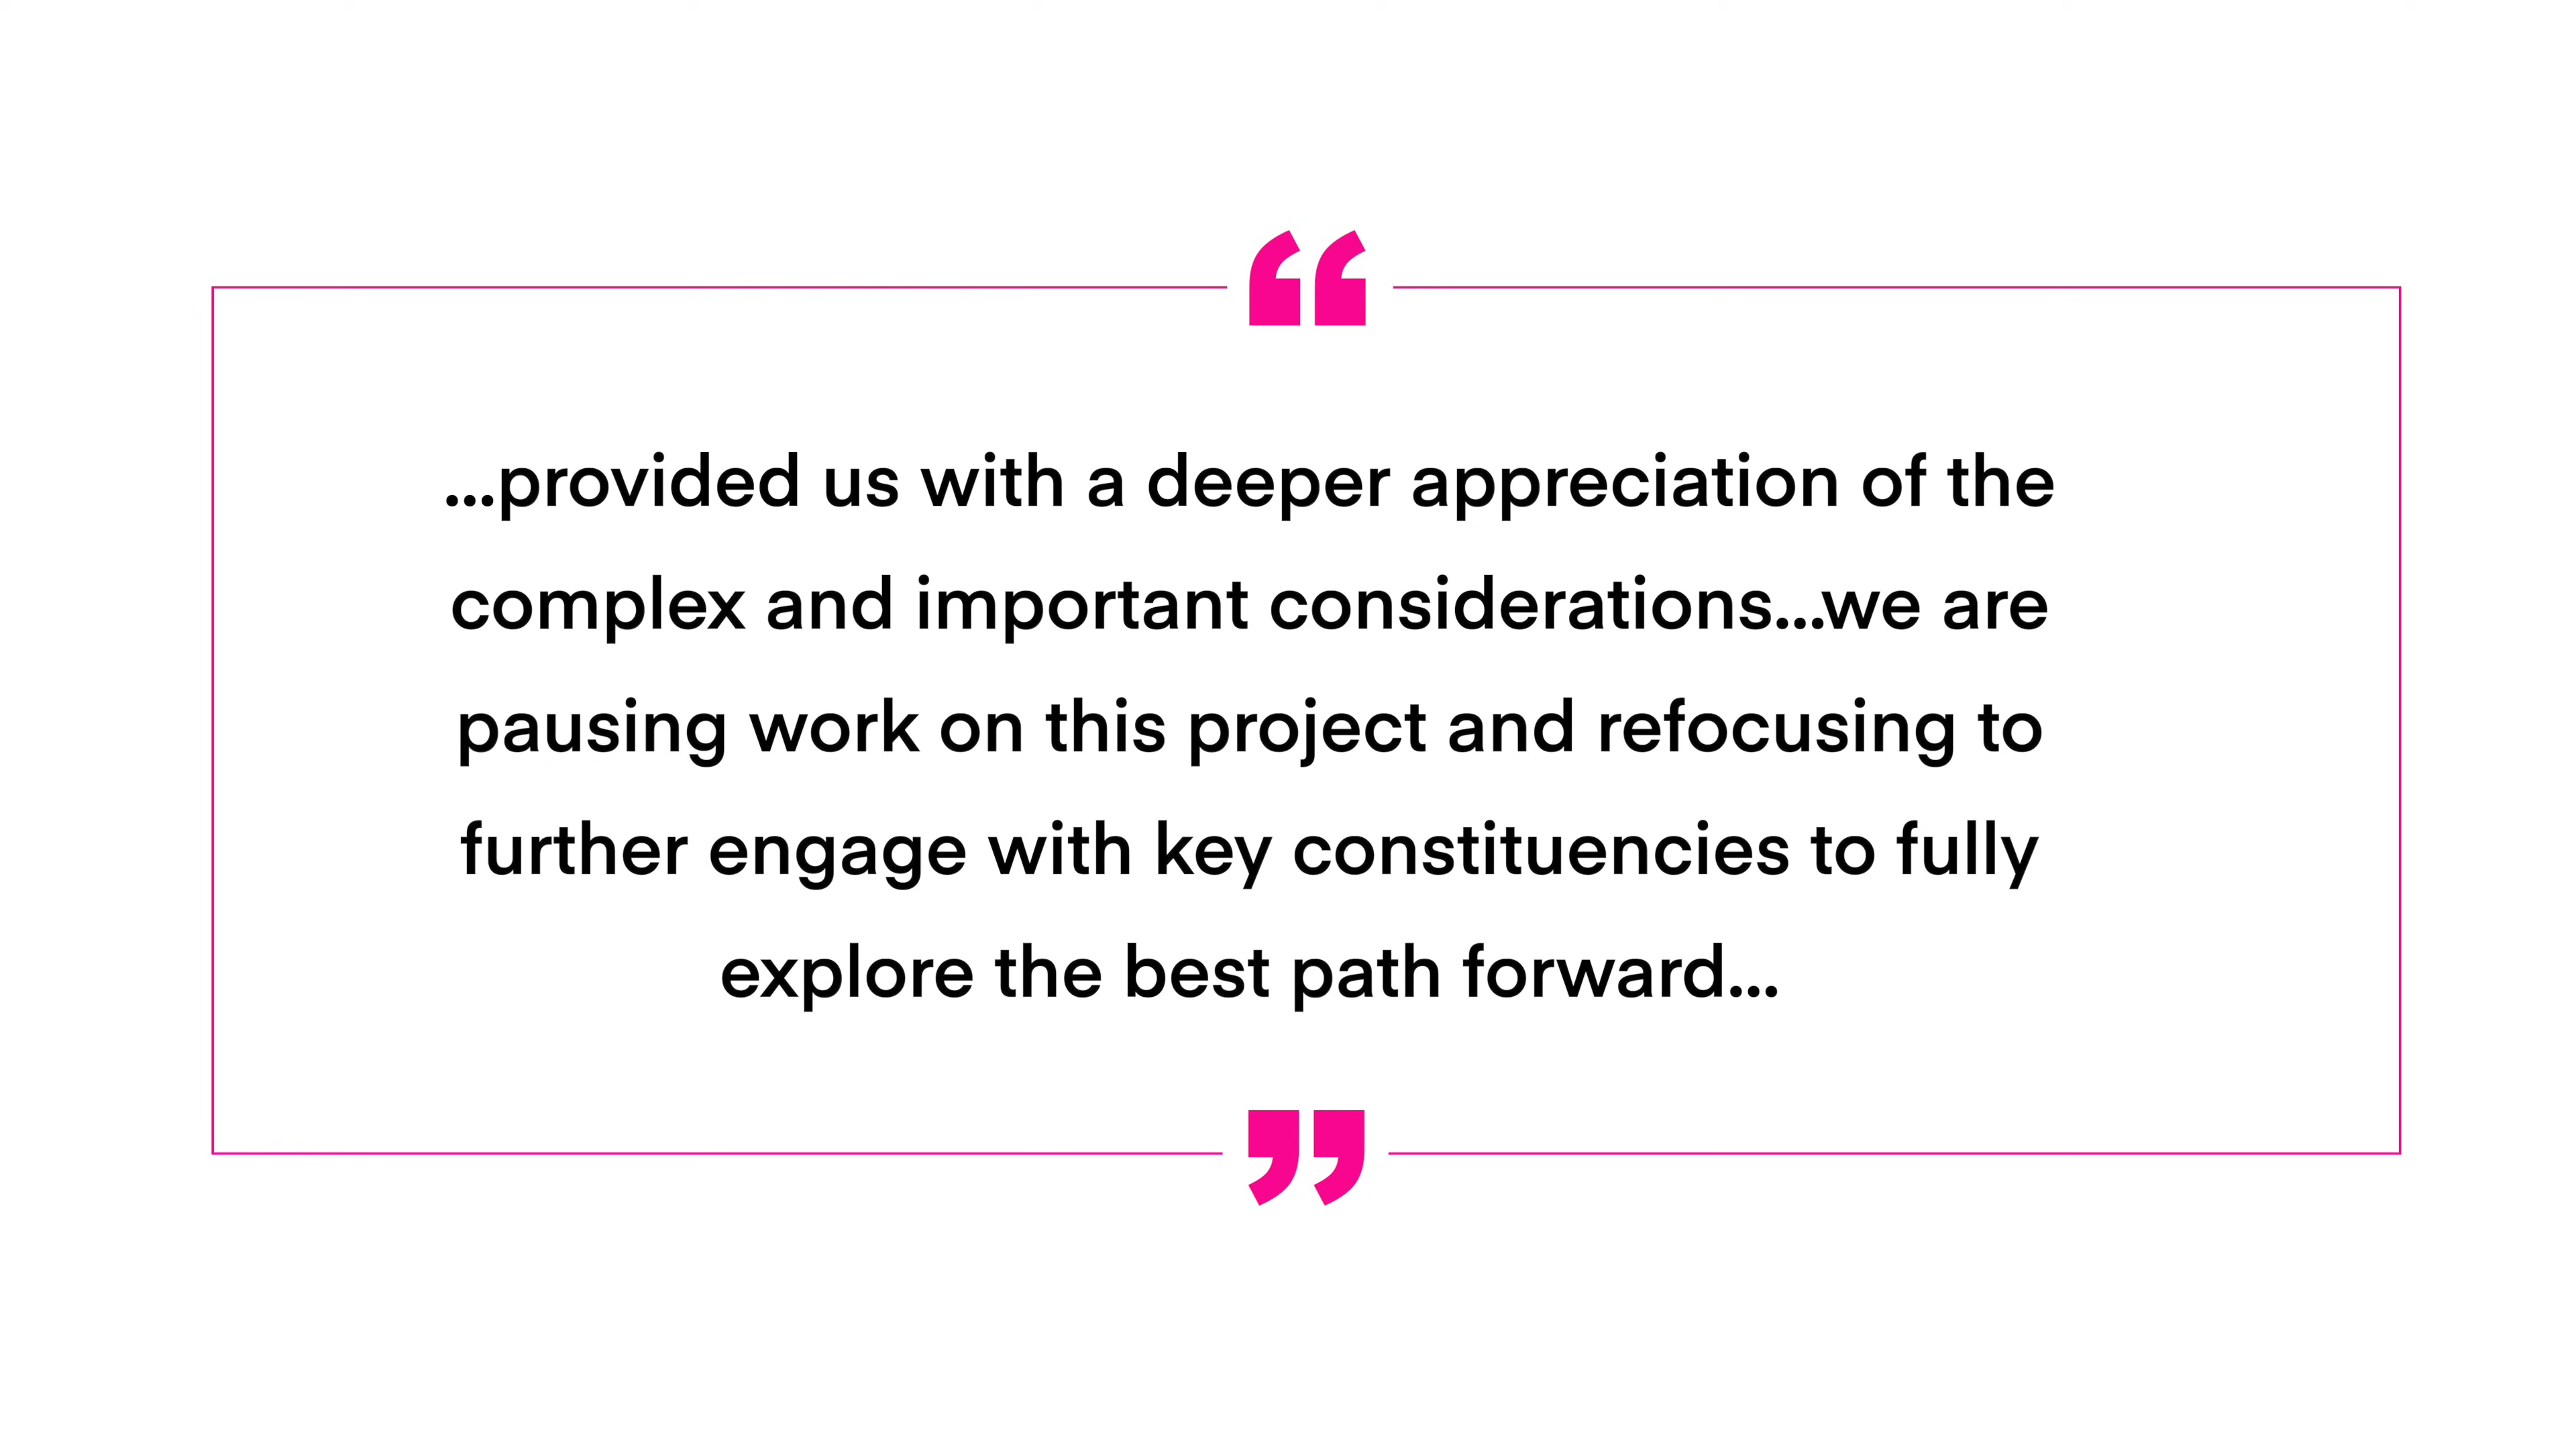 “
...provided us with a deeper appreciation of the
complex and important considerations...we are
pausing work on this project and refocusing to
further engage with key constituencies to fully
explore the best path forward...
”